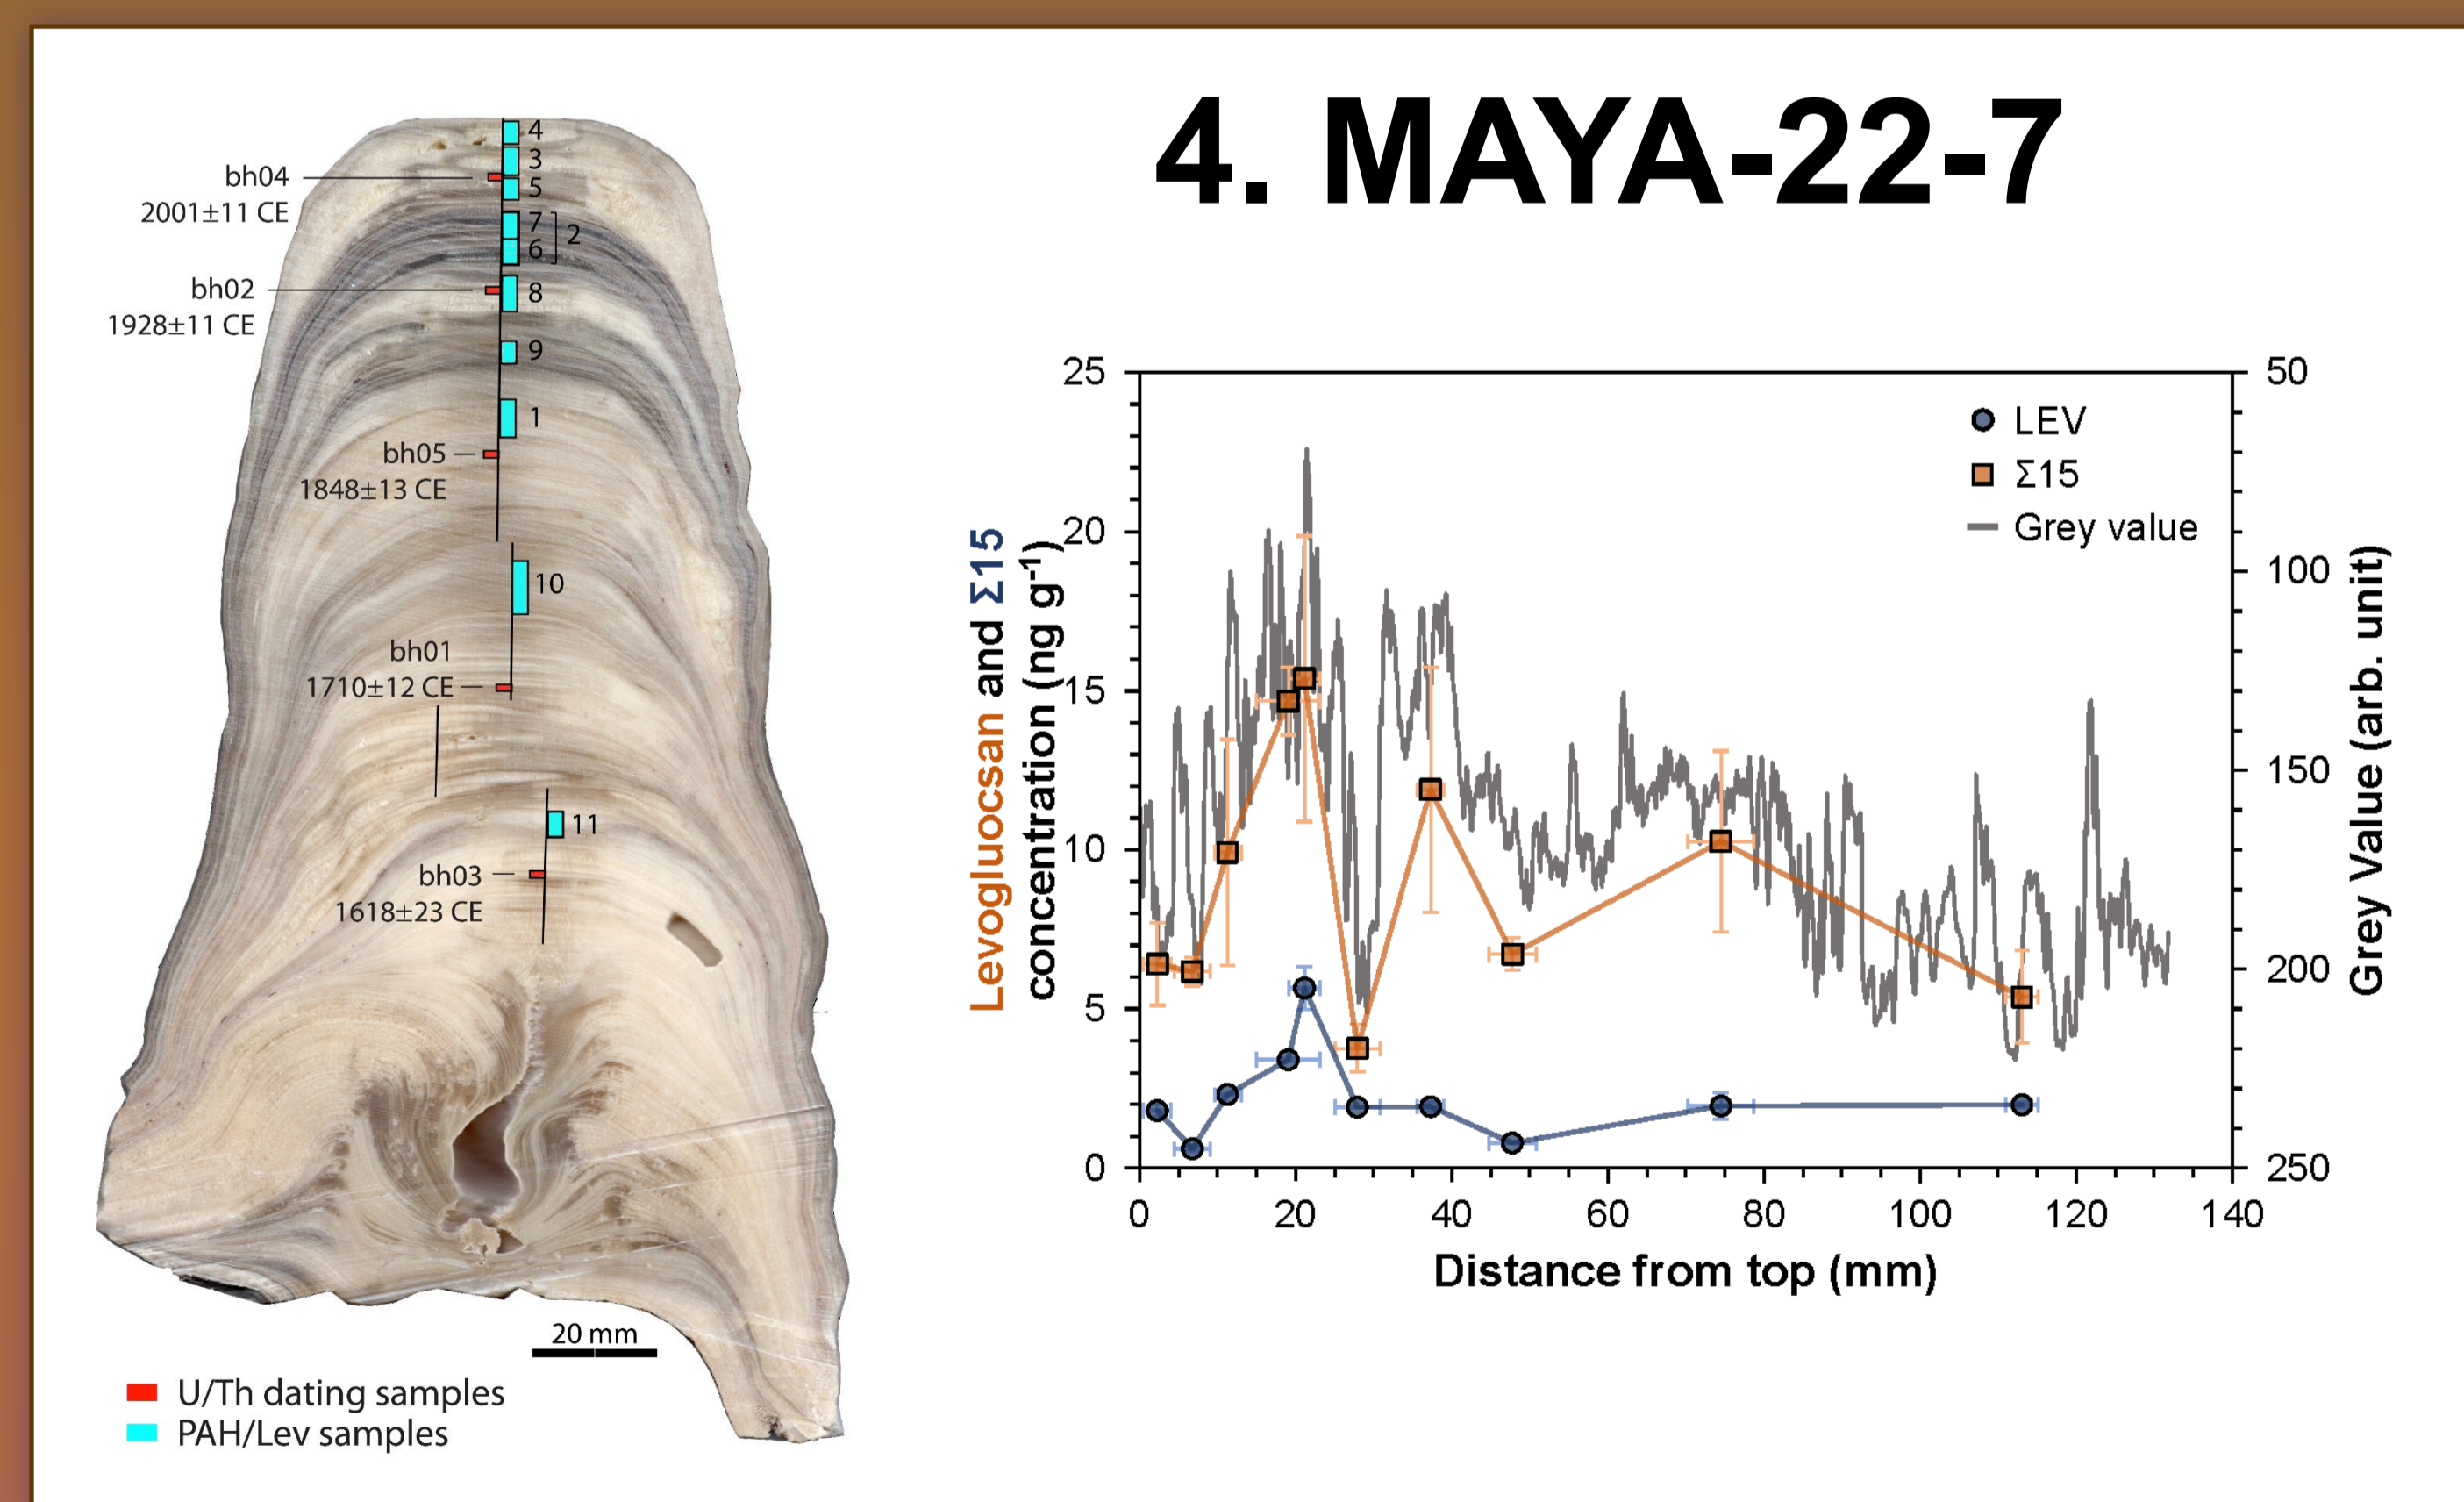 4. MAYA-22-7
4
3
bh04
5
2001±11 CE
7
2
6
bh02
8
1928±11 CE
9
1
bh05
1848±13 CE
10
bh01
1710±12 CE
11
bh03
1618±23 CE
20 mm
U/Th dating samples
PAH/Lev samples
Levogluocsan and Σ15
concentration (ng g-1)
25
20
15
10
5
0
LEV
Σ15
Grey value
50
100
150
200
250
Grey Value (arb. unit)
0 20 40 60 80 100 120 140
Distance from top (mm)